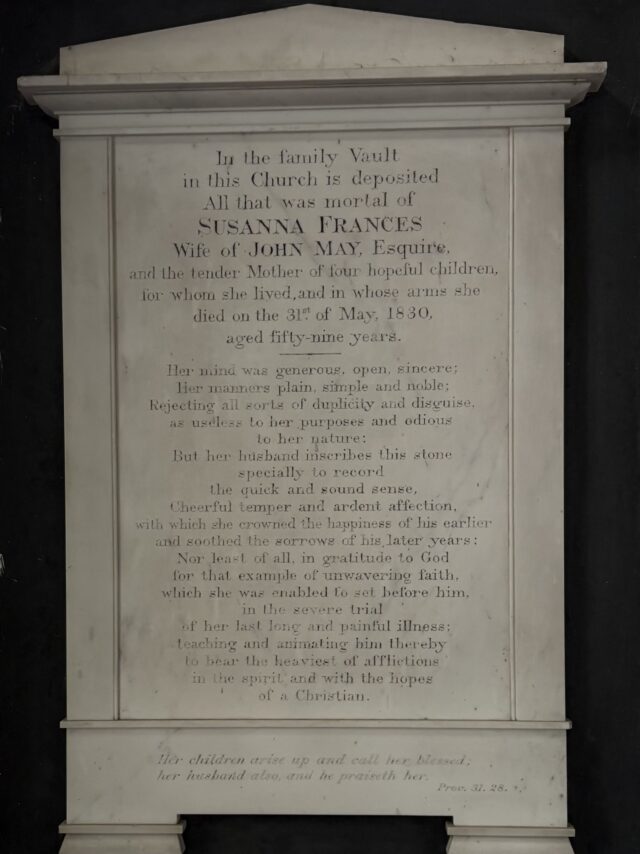 In the family Vault
in this Church is deposited
All that was mortal of
SUSANNA FRANCES
Wife of JOHN MAY, Esquire,
and the tender Mother of four hopeful children,
for whom she lived, and in whose arms she
died on the 31st of May, 1830,
aged fifty-nine years.
Her mind was generous, open, sincere;
Her manners plain, simple and noble;
Rejecting all sorts of duplicity and disguise,
as useless to her purposes and odious
to her nature:
But her husband inscribes this stone
specially to record
the quick and sound sense,
Cheerful temper and ardent affection,
with which she crowned the happiness of his earlier
and soothed the sorrows of his later years:
Nor least of all, in gratitude to God
for that example of unwavering faith,
which she was enabled to set before him,
in the severe trial
of her last long and painful illness;
teaching and animating him thereby
to bear the heaviest of afflictions
in the spirit and with the hopes
of a Christian.
Her children arise up and call her blessed;
her husband also, and he praiseth her.
Prov. 31. 28.